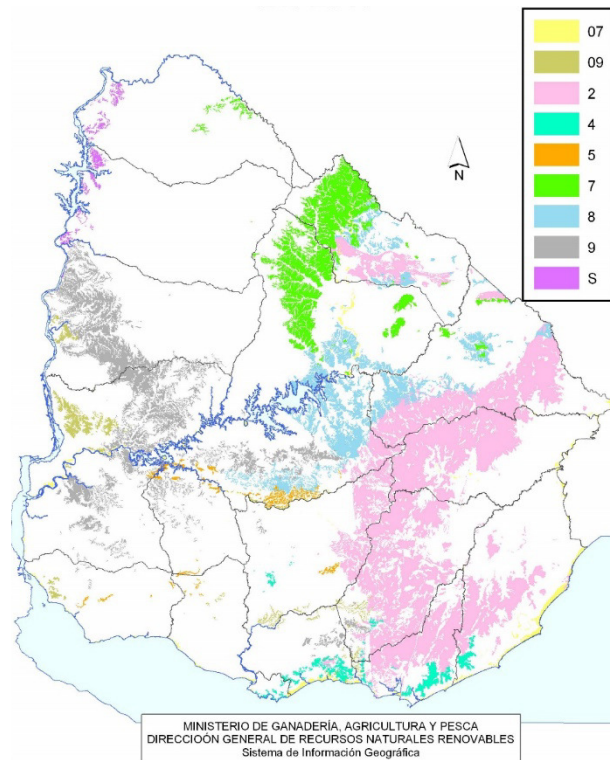 07
09
2
4
5
7
8
9
S
N
MINISTERIO DE GANADERÍA, AGRICULTURA Y PESCA
DIRECCIOÓN GENERAL DE RECURSOS NATURALES RENOVABLES
Sistema de Información Geográfica